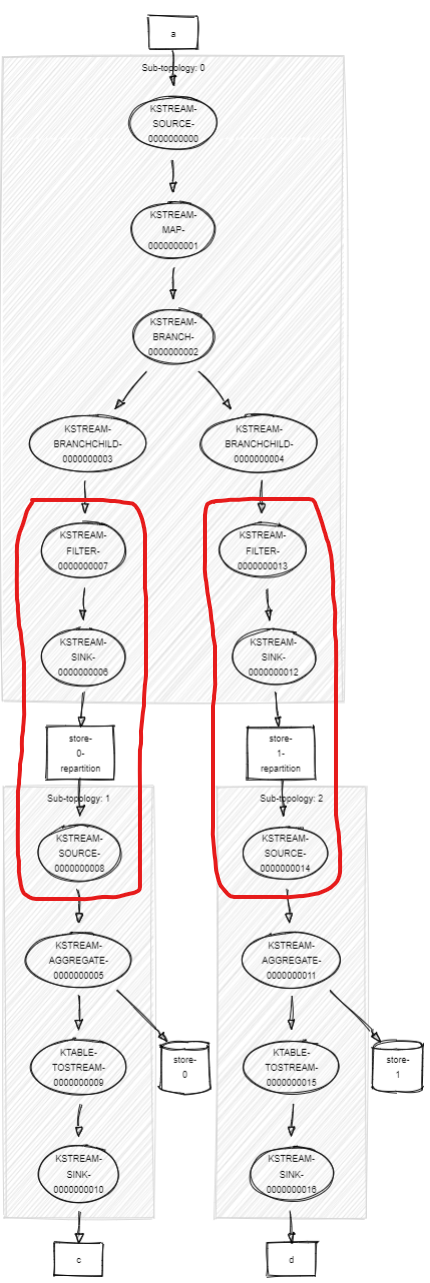 a
Sub-topology: 0
KSTREAM-
SOURCE-
0000000000
KSTREAM-
MAP-
0000000001
KSTREAM-
BRANCH-
0000000002
KSTREAM-
BRANCHCHILD-
0000000003
KSTREAM-
BRANCHCHILD-
0000000004
KSTREAM-
FILTER-
0000000007
KSTREAM-
FILTER-
0000000013
KSTREAM-
SINK-
0000000006
KSTREAM-
SINK-
0000000012
store-
0-
repartition
store-
1-
repartition
Sub-topology: 1
Sub-topology: 2
KSTREAM-
SOURCE-
0000000008
KSTREAM-
SOURCE-
0000000014
KSTREAM-
AGGREGATE-
0000000005
KSTREAM-
AGGREGATE-
0000000011
store-
0
store-
1
KTABLE-
TOSTREAM-
0000000009
KTABLE-
TOSTREAM-
0000000015
KSTREAM-
SINK-
0000000010
KSTREAM-
SINK-
0000000016
c
d